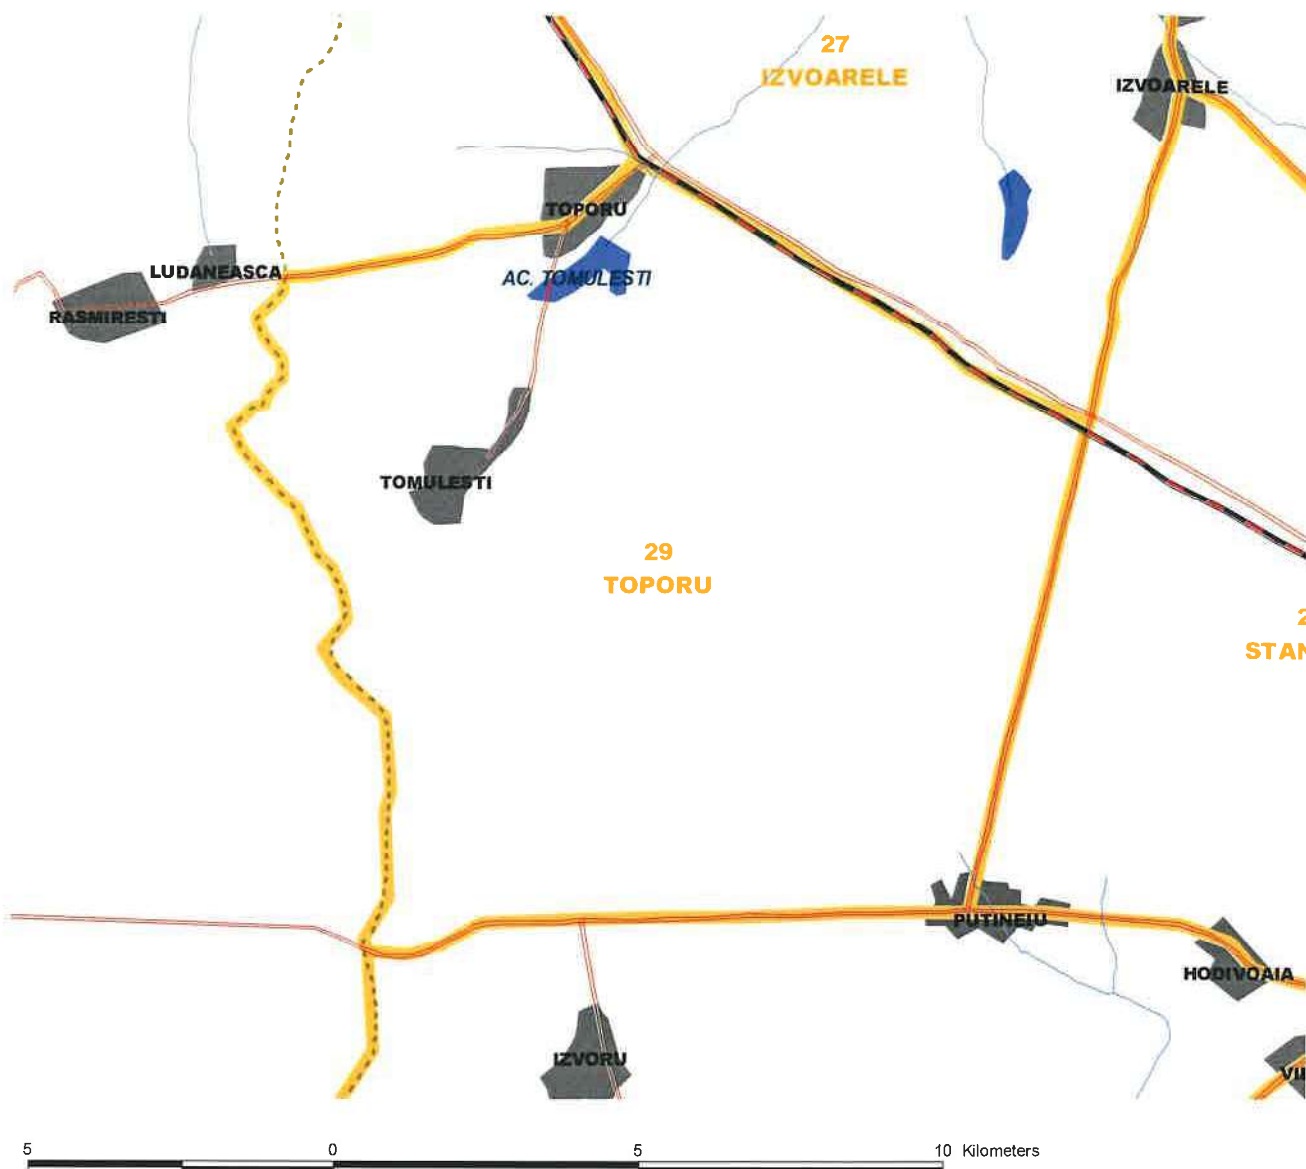 27
IZVOARELE
IZVOARELE
TOPORU
LUDANEASCA
AC. TOMULESTI
RASMIRESTI
TOMULESTI
29
TOPORU
PUTINEIU
HODIVOAIA
IZVORU
5 0 5 10 Kilometers